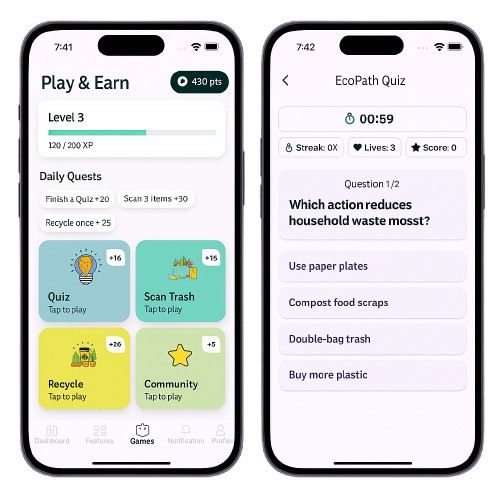 7:41
Play & Earn
430 pts
Level 3
120 / 200 XP
Daily Quests
Finish a Quiz +20
Scan 3 items +30
Recycle once + 25
+16
Quiz
Tap to play
+15
Scan Trash
Tap to play
+26
Recycle
Tap to play
+5
Community
Tap to play
Dashboard
Features
Games
Notification
Profile
7:42
EcoPath Quiz
00:59
Streak: 0X
Lives: 3
Score: 0
Question 1/2
Which action reduces
household waste mosst?
Use paper plates
Compost food scraps
Double-bag trash
Buy more plastic